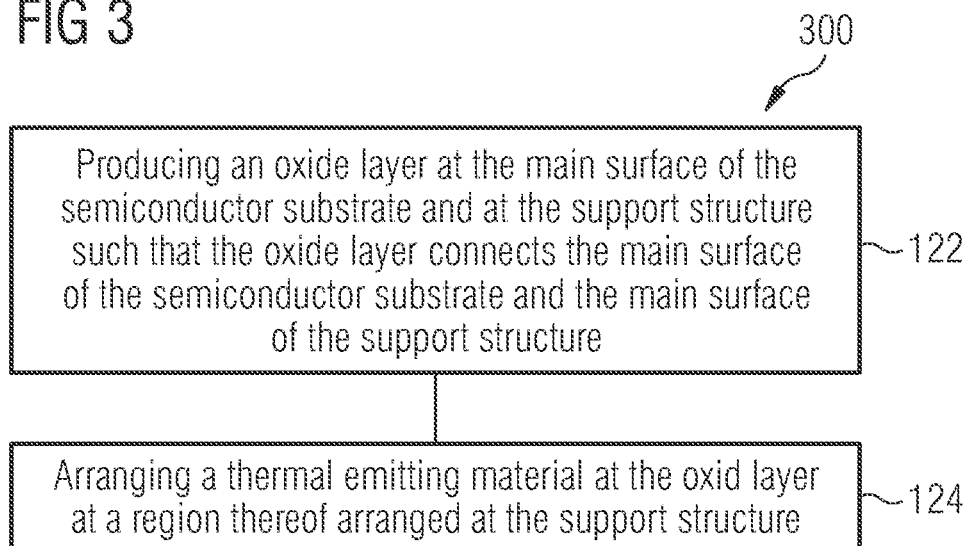 FIG 3
300
Producing an oxide layer at the main surface of the
semiconductor substrate and at the support structure
such that the oxide layer connects the main surface
of the semiconductor substrate and the main surface
of the support structure
122
Arranging a thermal emitting material at the oxid layer
at a region thereof arranged at the support structure
124